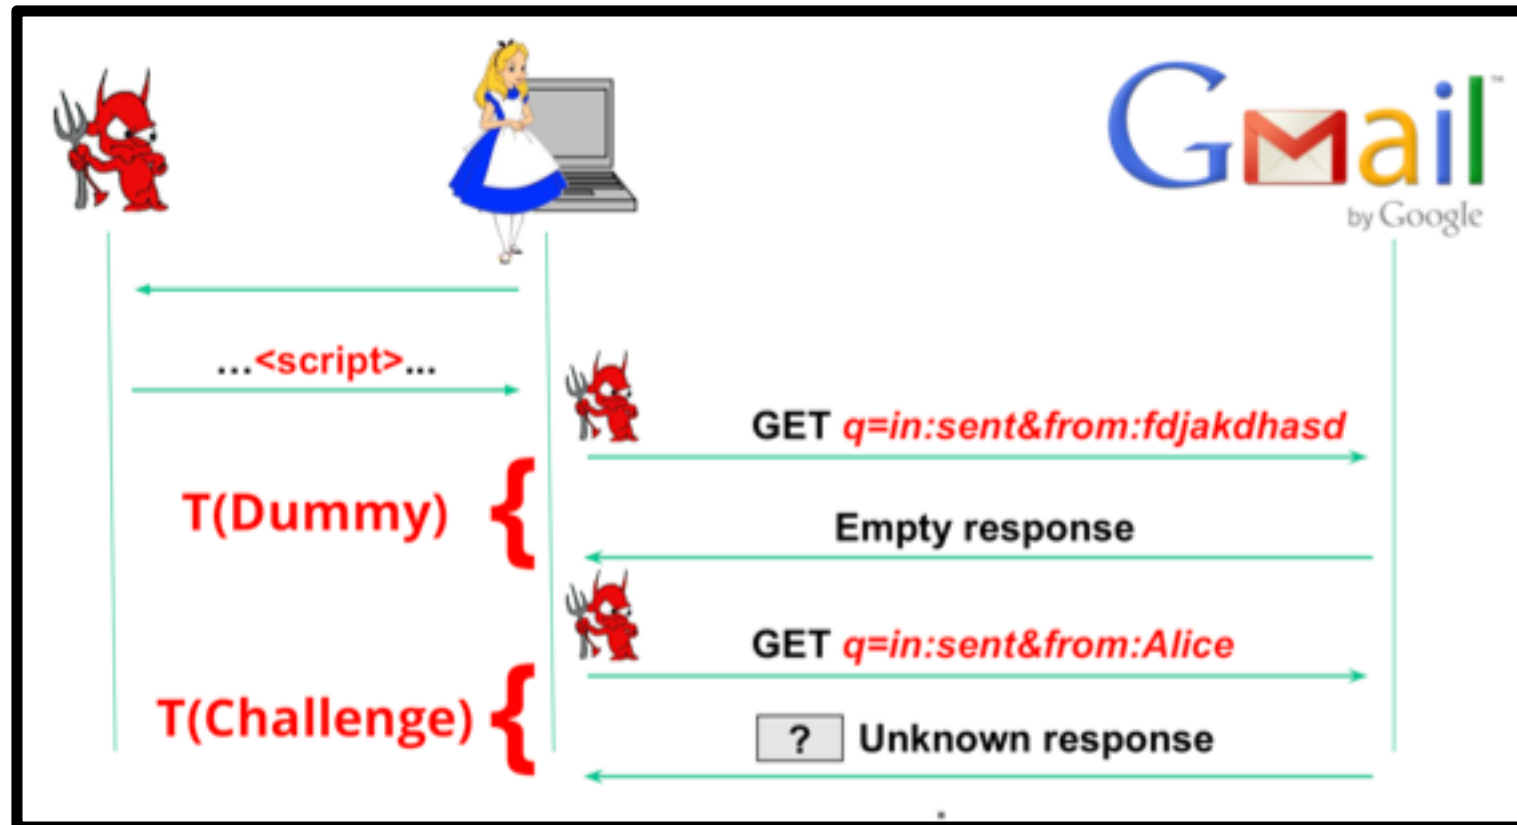 Gmail™
by Google
...<script>...
GET q=in:sent&from:fdjakdhasd
T(Dummy)
Empty response
GET q=in:sent&from:Alice
T(Challenge)
? Unknown response